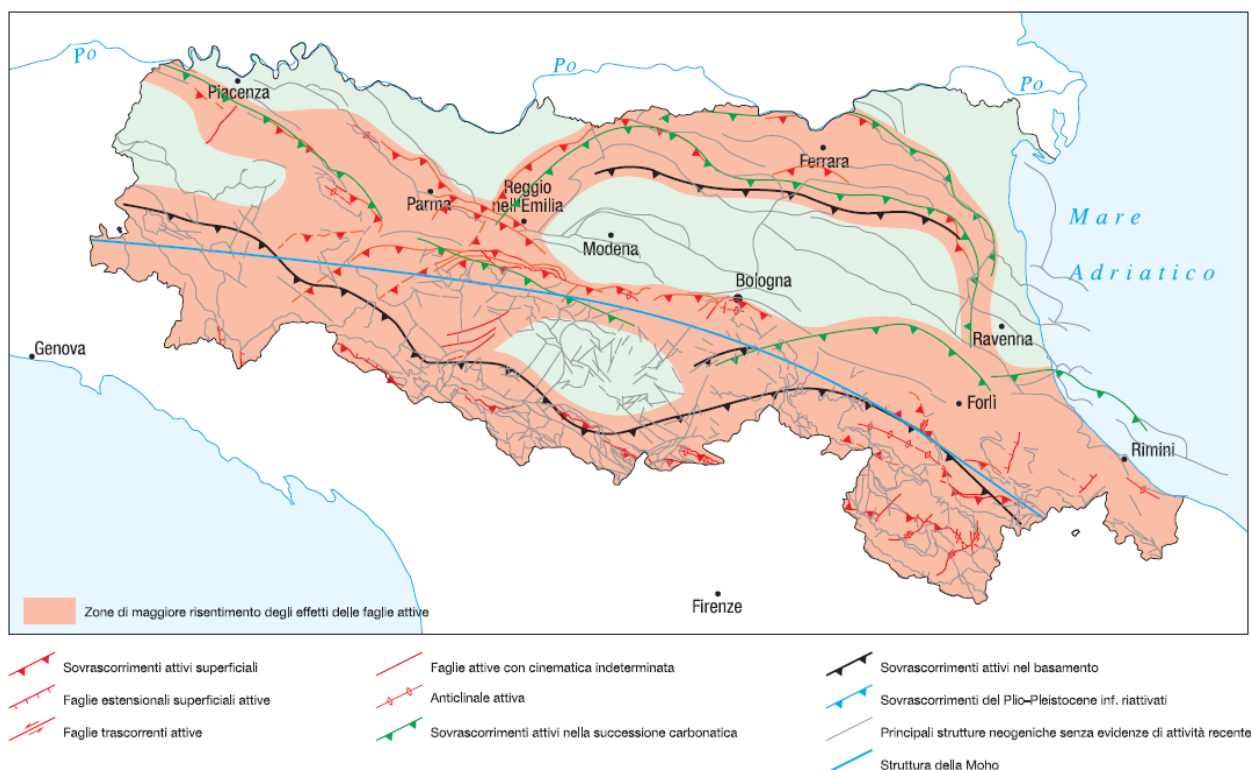 Po
Po
Po
Piacenza
Ferrara
Parma
Reggio
nell'Emilia
Modena
Mare
Adriatico
Bologna
Genova
Ravenna
Forlì
Rimini
Firenze
Zone di maggiore risentimento degli effetti delle faglie attive
Sovrascorrimenti attivi superficiali
Faglie estensionali superficiali attive
Faglie trascorrenti attive
Faglie attive con cinematica indeterminata
Anticlinale attiva
Sovrascorrimenti attivi nella successione carbonatica
Sovrascorrimenti attivi nel basamento
Sovrascorrimenti del Plio–Pleistocene inf. riattivati
Principali strutture neogeniche senza evidenze di attività recente
Struttura della Moho